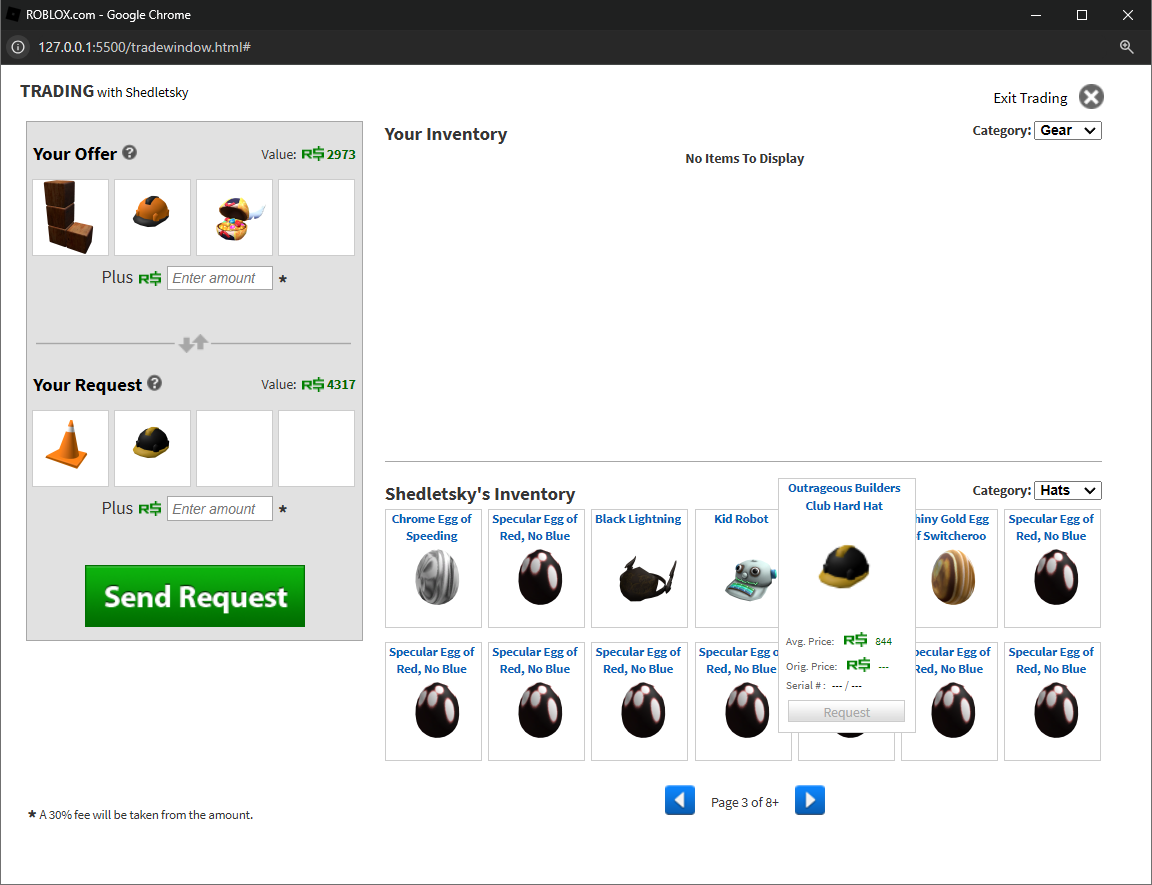 ROBLOX.com - Google Chrome
127.0.0.1:5500/tradewindow.html#
TRADING with Shedletsky
Exit Trading
Your Offer
Value: R$ 2973
Plus R$ Enter amount *
Your Request
Value: R$ 4317
Plus R$ Enter amount *
Send Request
* A 30% fee will be taken from the amount.
Your Inventory
Category: Gear
No Items To Display
Shedletsky's Inventory
Category: Hats
Chrome Egg of
Speeding
Specular Egg of
Red, No Blue
Black Lightning
Kid Robot
Outrageous Builders
Club Hard Hat
Avg. Price: R$ 844
Orig. Price: R$ ---
Serial # : --- / ---
Request
hiny Gold Egg
f Switcheroo
Specular Egg of
Red, No Blue
Specular Egg of
Red, No Blue
Specular Egg of
Red, No Blue
Specular Egg of
Red, No Blue
Specular Egg o
Red, No Blue
pecular Egg of
Red, No Blue
Specular Egg of
Red, No Blue
Page 3 of 8+